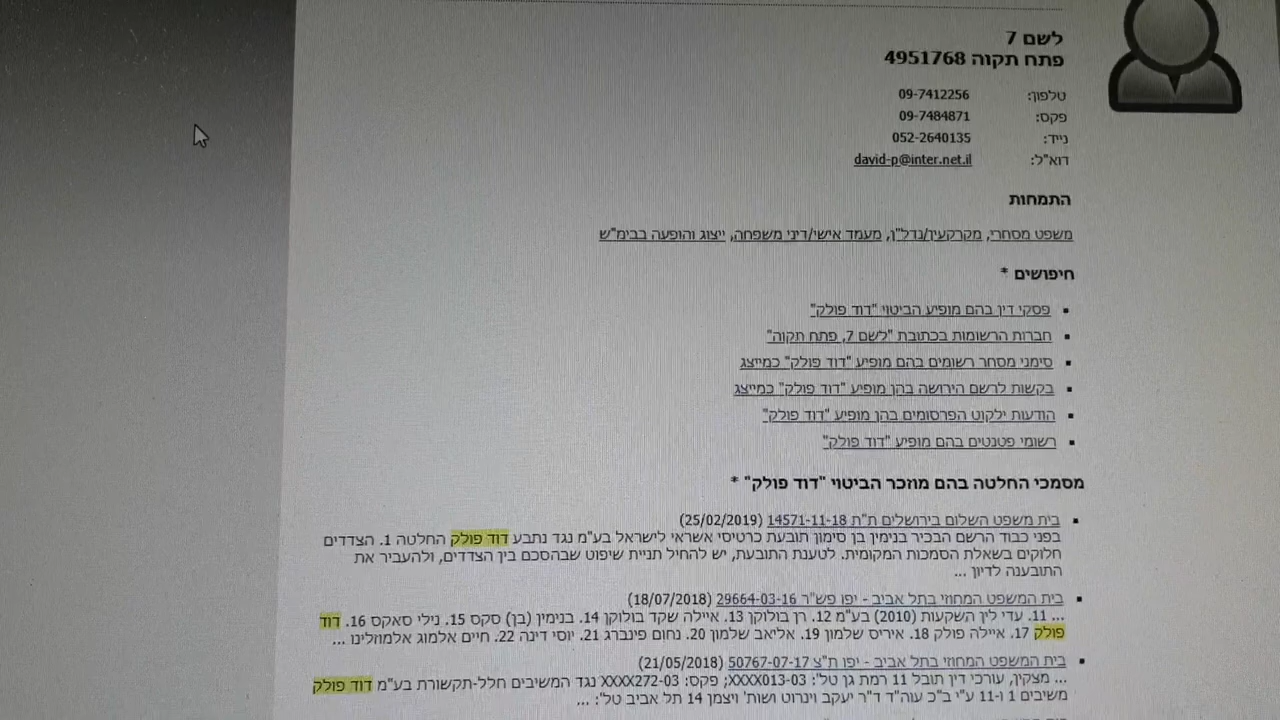 לשם 7
פתח תקוה 4951768
טלפון: 09-7412256
פקס: 09-7484871
נייד: 052-2640135
דוא"ל: david-p@inter.net.il
התמחות
משפט מסחרי, מקרקעין/נדל"ן, מעמד אישי/דיני משפחה, ייצוג והופעה בבימ"ש
חיפושים *
פסקי דין בהם מופיע הביטוי "דוד פולק"
חברות הרשומות בכתובת "לשם 7, פתח תקוה"
סימני מסחר רשומים בהם מופיע "דוד פולק" כמייצג
בקשות לרשם הירושה בהן מופיע "דוד פולק" כמייצג
הודעות ילקוט הפרסומים בהן מופיע "דוד פולק"
רשומי פטנטים בהם מופיע "דוד פולק"
מסמכי החלטה בהם מוזכר הביטוי "דוד פולק" *
בית משפט השלום בירושלים ת"ת 14571-11-18 (25/02/2019)
בפני כבוד הרשם הבכיר בנימין בן סימון תובעת כרטיסי אשראי לישראל בע"מ נגד נתבע דוד פולק החלטה 1. הצדדים
חלוקים בשאלת הסמכות המקומית. לטענת התובעת, יש להחיל תניית שיפוט שבהסכם בין הצדדים, ולהעביר את
התובענה לדיון ...
בית המשפט המחוזי בתל אביב - יפו פש"ר 29664-03-16 (18/07/2018)
... 11. עדי לין השקעות (2010) בע"מ 12. רן בולוקן 13. איילה שקד בולוקן 14. בנימין (בן) סקס 15. נילי סאקס 16. דוד
פולק 17. איילה פולק 18. איריס שלמון 19. אליאב שלמון 20. נחום פינברג 21. יוסי דינה 22. חיים אלמוג אלמוזלינו ...
בית המשפט המחוזי בתל אביב - יפו ת"צ 50767-07-17 (21/05/2018)
... מצקין, עורכי דין תובל 11 רמת גן טל': XXXX013-03; פקס: XXXX272-03 נגד המשיבים חלל-תקשורת בע"מ דוד פולק
משיבים 1 ו-11 ע"י ב"כ עוה"ד ד"ר יעקב וינרוט ושות' ויצמן 14 תל אביב טל': ...